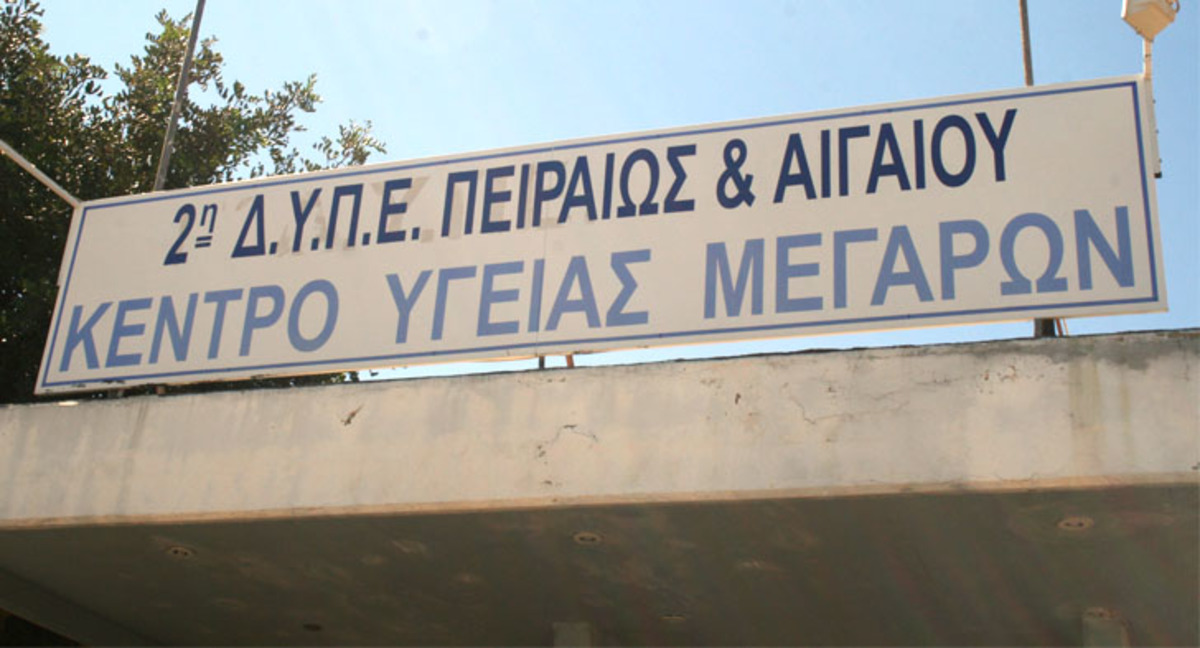 2η Δ.Υ.Π.Ε. ΠΕΙΡΑΙΩΣ & ΑΙΓΑΙΟΥ
ΚΕΝΤΡΟ ΥΓΕΙΑΣ ΜΕΓΑΡΩΝ